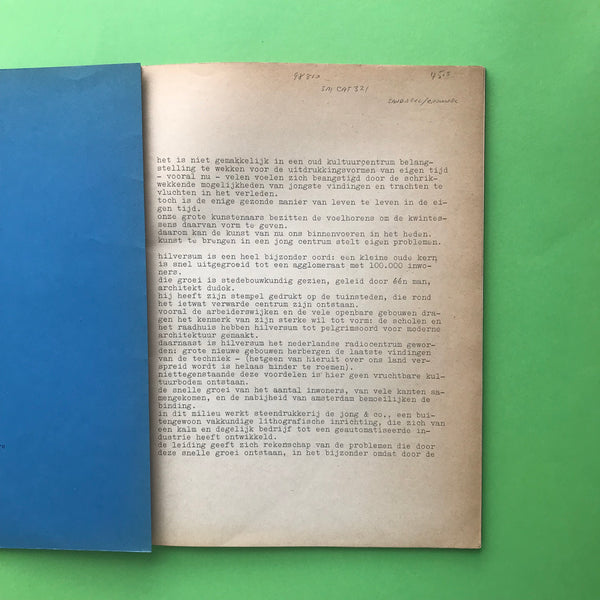 98810
SM CAT 321
het is niet gemakkelijk in een oud kultuurcentrum belang-
stelling te wekken voor de uitdrukkingsvormen van eigen tijd
- vooral nu - velen voelen zich beangstigd door de schrik-
wekkende mogelijkheden van jongste vindingen en trachten te
vluchten in het verleden.
toch is de enige gezonde manier van leven te leven in de ei-
gen tijd.
onze grote kunstenaars bezitten de voelhorens om de kwintes-
sens daarvan vorm te geven.
daarom kan de kunst van nu ons binnenvoeren in het heden.
kunst te brengen in een jong centrum stelt eigen problemen.
hilversum is een heel bijzonder oord: een kleine oude kern
is snel uitgegroeid tot een agglomeraat met 100.000 inwo-
ners.
die groei is stedebouwkundig gezien, geleid door één man,
architekt dudok.
hij heeft zijn stempel gedrukt op de tuinsteden, die rond
het ietwat verwarde centrum zijn ontstaan.
vooral de arbeiderswijken en de vele openbare gebouwen dra-
gen het kenmerk van zijn sterke wil tot vorm: de scholen en
het raadhuis hebben hilversum tot pelgrimsoord voor moderne
architektuur gemaakt.
daarnaast is hilversum het nederlandse radiocentrum gewor-
den: grote nieuwe gebouwen herbergen de laatste vindingen
van de techniek - (hetgeen van hieruit over ons land ver-
spreid wordt is helaas minder te roemen).
niettegenstaande deze voordelen is hier geen vruchtbare kul-
tuurbodem ontstaan.
de snelle groei van het aantal inwoners, van vele kanten sa-
mengekomen, en de nabijheid van amsterdam bemoeilijken de
binding.
in dit milieu werkt steendrukkerij de jong & co., een bui-
tengewoon vakkundige lithografische inrichting, die zich van
een kalm en degelijk bedrijf tot een geautomatiseerde in-
dustrie heeft ontwikkeld.
de leiding geeft zich rekenschap van de problemen die door
deze snelle groei ontstaan, in het bijzonder omdat door de